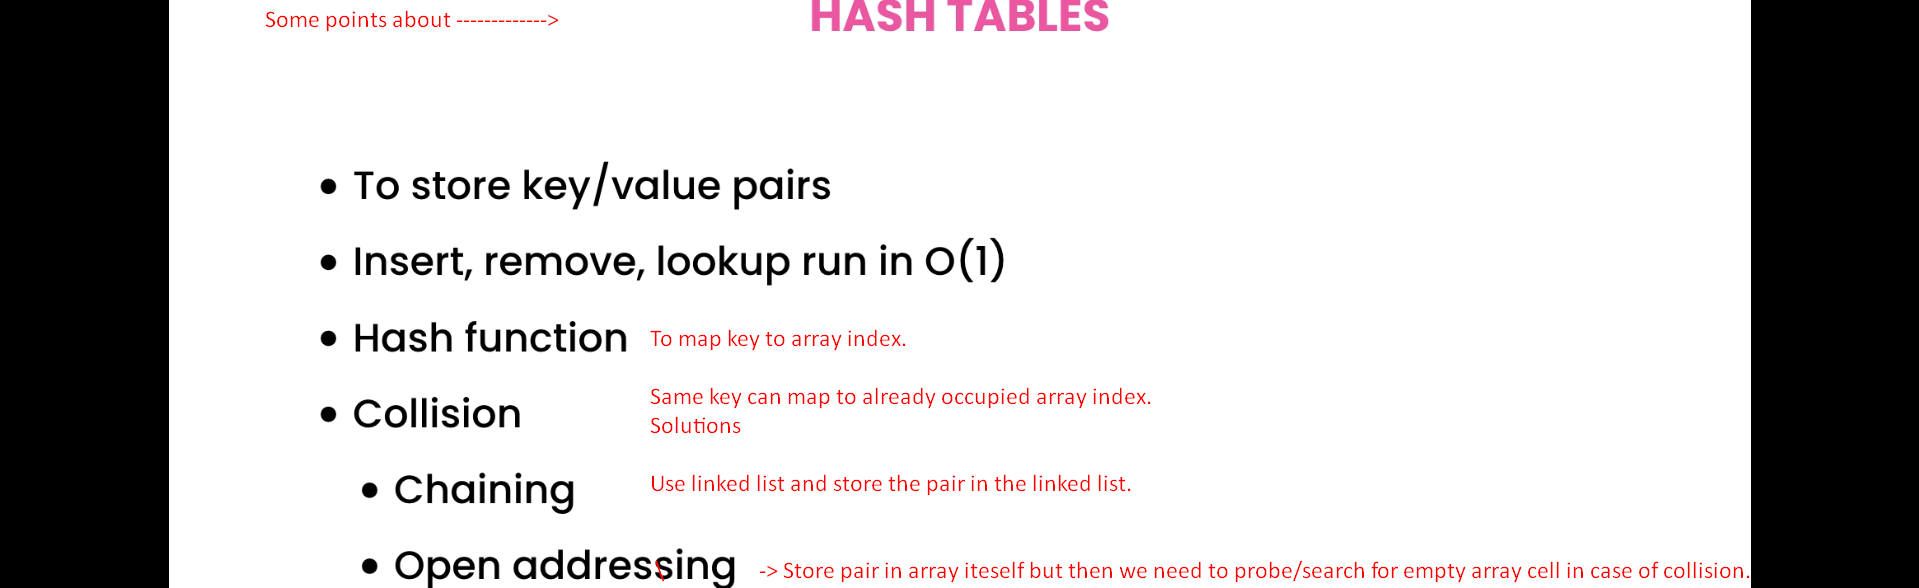 Some points about -------------> HASH TABLES
• To store key/value pairs
• Insert, remove, lookup run in O(1)
• Hash function To map key to array index.
• Collision Same key can map to already occupied array index.
Solutions
• Chaining Use linked list and store the pair in the linked list.
• Open addressing -> Store pair in array iteself but then we need to probe/search for empty array cell in case of collision.